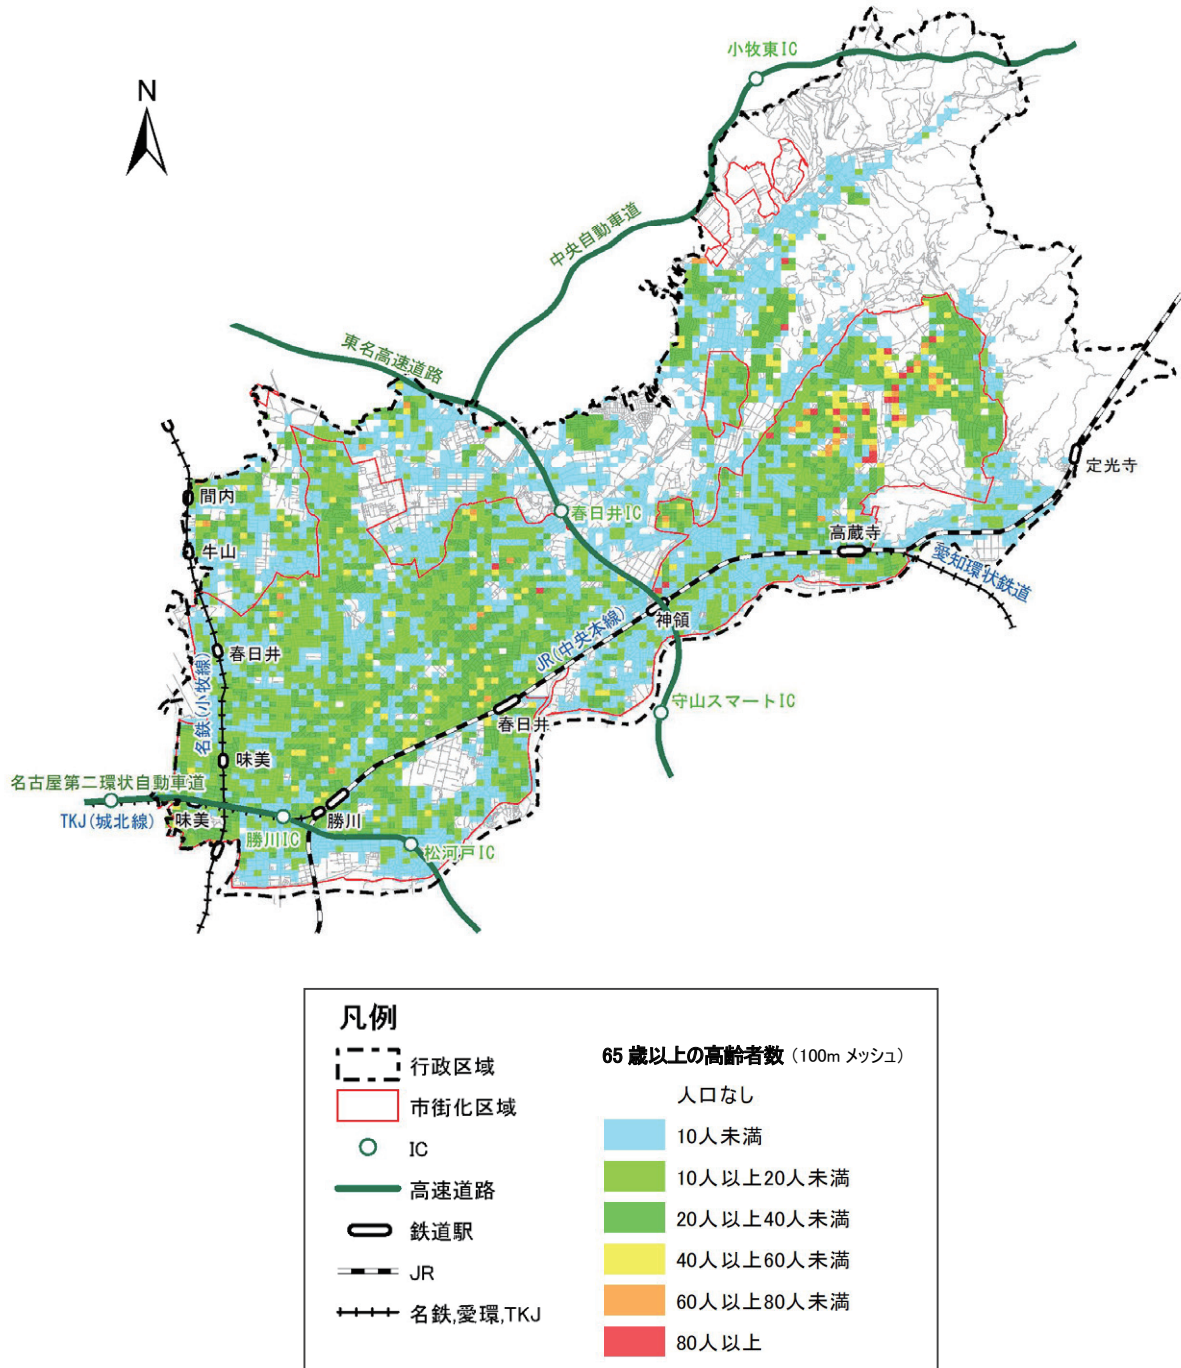 小牧東IC
N
中央自動車道
東名高速道路
定光寺
間内
春日井IC
高蔵寺
牛山
愛知環状鉄道
神領
JR(中央本線)
春日井
名鉄(小牧線)
守山スマートIC
春日井
味美
名古屋第二環状自動車道
TKJ(城北線)
味美
勝川
勝川IC
松河戸IC
凡例
行政区域
市街化区域
IC
高速道路
鉄道駅
JR
名鉄,愛環,TKJ
65 歳以上の高齢者数 (100m メッシュ)
人口なし
10人未満
10人以上20人未満
20人以上40人未満
40人以上60人未満
60人以上80人未満
80人以上